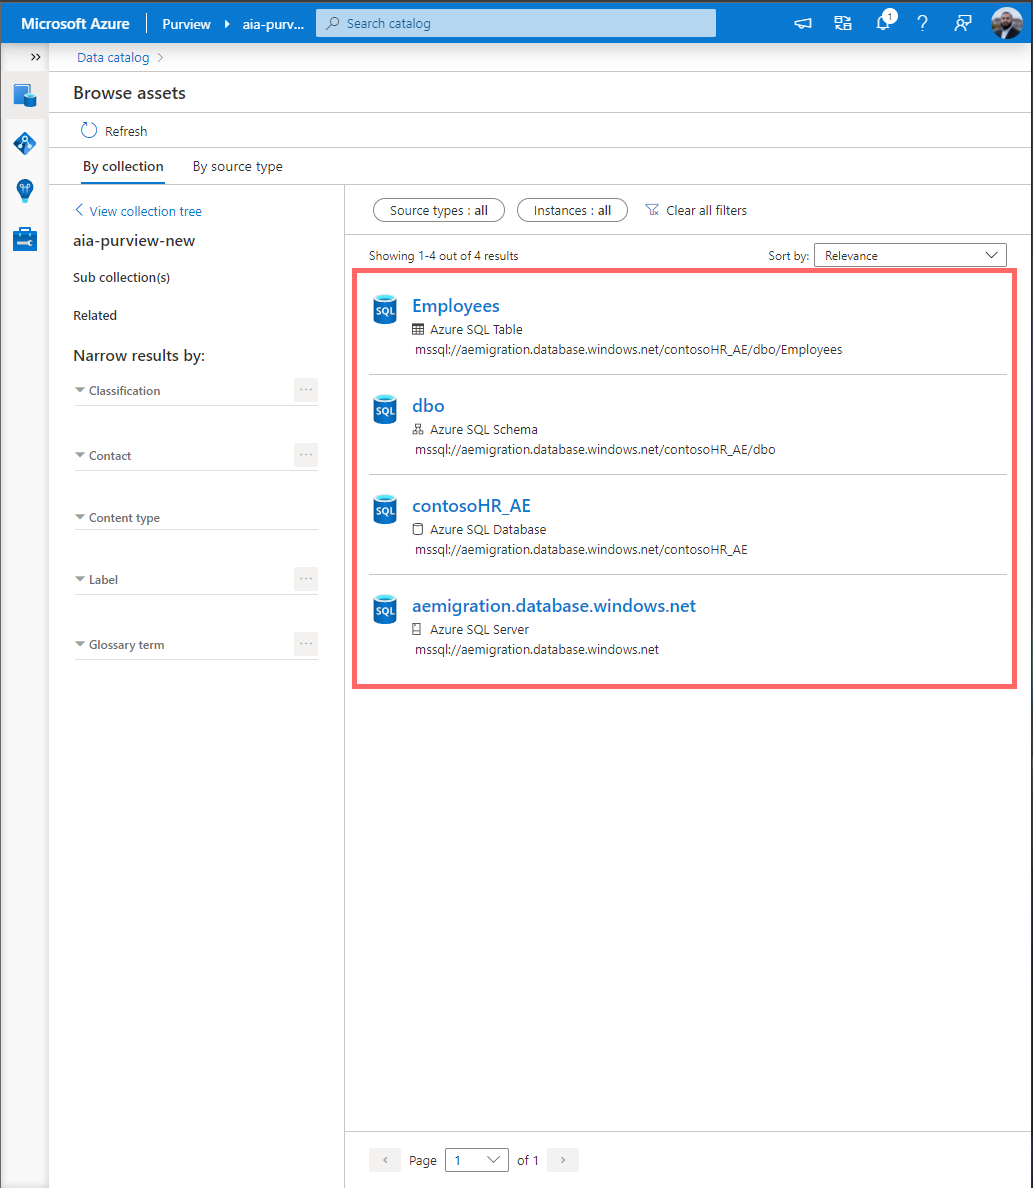 Microsoft Azure Purview aia-purv... Search catalog 1
Data catalog
Browse assets
Refresh
By collection By source type
View collection tree
aia-purview-new
Sub collection(s)
Related
Narrow results by:
Classification
Contact
Content type
Label
Glossary term
Source types : all Instances : all Clear all filters
Showing 1-4 out of 4 results Sort by: Relevance
SQL Employees
Azure SQL Table
mssql://aemigration.database.windows.net/contosoHR_AE/dbo/Employees
SQL dbo
Azure SQL Schema
mssql://aemigration.database.windows.net/contosoHR_AE/dbo
SQL contosoHR_AE
Azure SQL Database
mssql://aemigration.database.windows.net/contosoHR_AE
SQL aemigration.database.windows.net
Azure SQL Server
mssql://aemigration.database.windows.net
Page 1 of 1